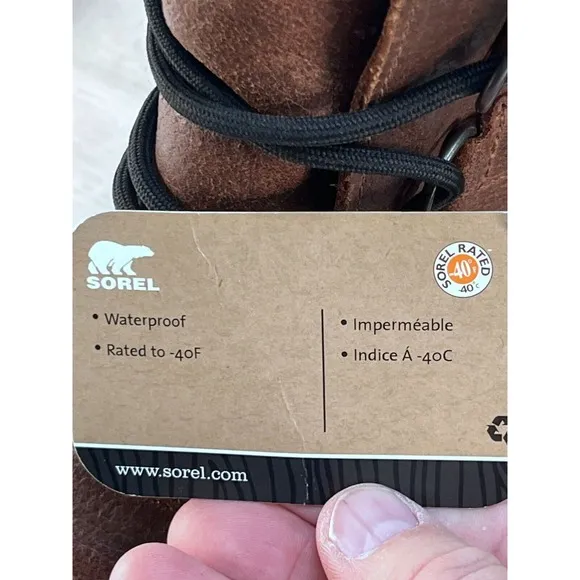 SOREL
SOREL RATED
-40°F
-40°C
• Waterproof
• Rated to -40F
• Imperméable
• Indice Á -40C
www.sorel.com